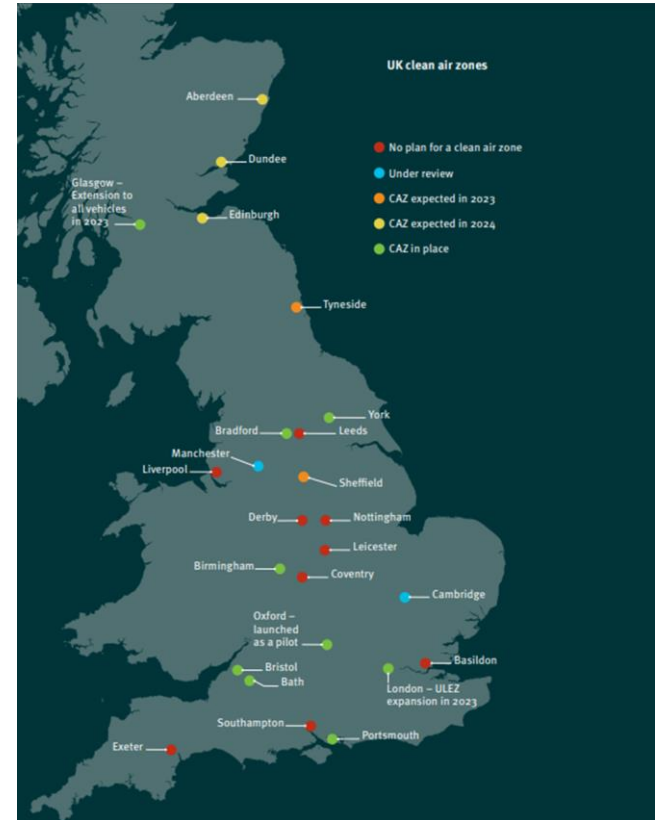 UK clean air zones
No plan for a clean air zone
Under review
CAZ expected in 2023
CAZ expected in 2024
CAZ in place
Aberdeen
Dundee
Glasgow –
Extension to
all vehicles
in 2023
Edinburgh
Tyneside
York
Bradford
Leeds
Manchester
Liverpool
Sheffield
Derby
Nottingham
Leicester
Birmingham
Coventry
Cambridge
Oxford –
launched
as a pilot
Basildon
Bristol
Bath
London – ULEZ
expansion in 2023
Southampton
Portsmouth
Exeter